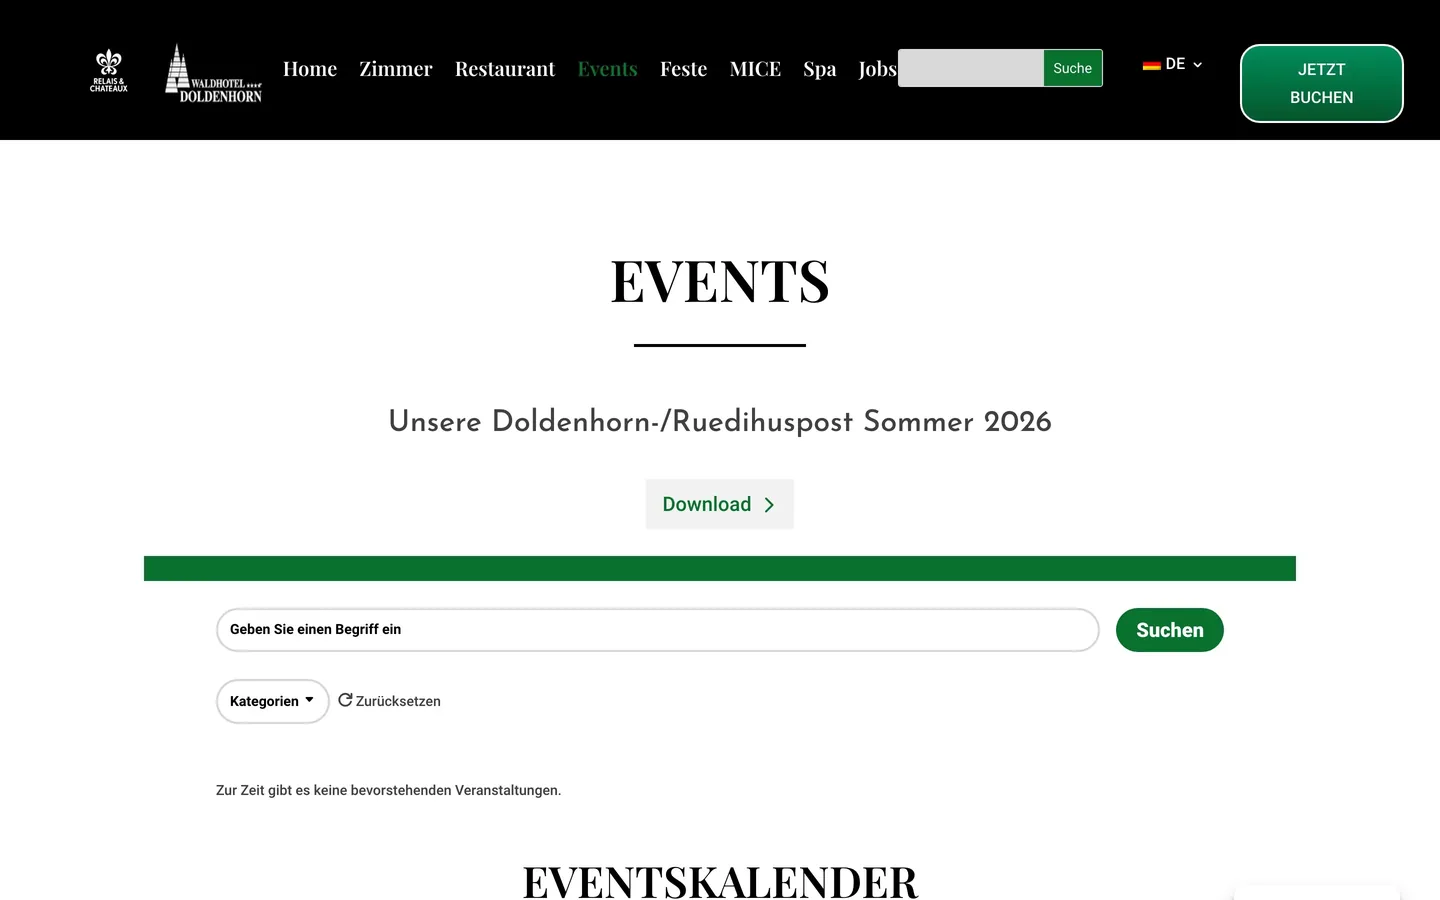 RELAIS &
CHATEAUX
WALDHOTEL
DOLDENHORN
Home Zimmer Restaurant Events Feste MICE Spa Jobs
Suche
DE
JETZT
BUCHEN
EVENTS
Unsere Doldenhorn-/Ruedihuspost Sommer 2026
Download
Geben Sie einen Begriff ein
Suchen
Kategorien
Zurücksetzen
Zur Zeit gibt es keine bevorstehenden Veranstaltungen.
EVENTSKALENDER